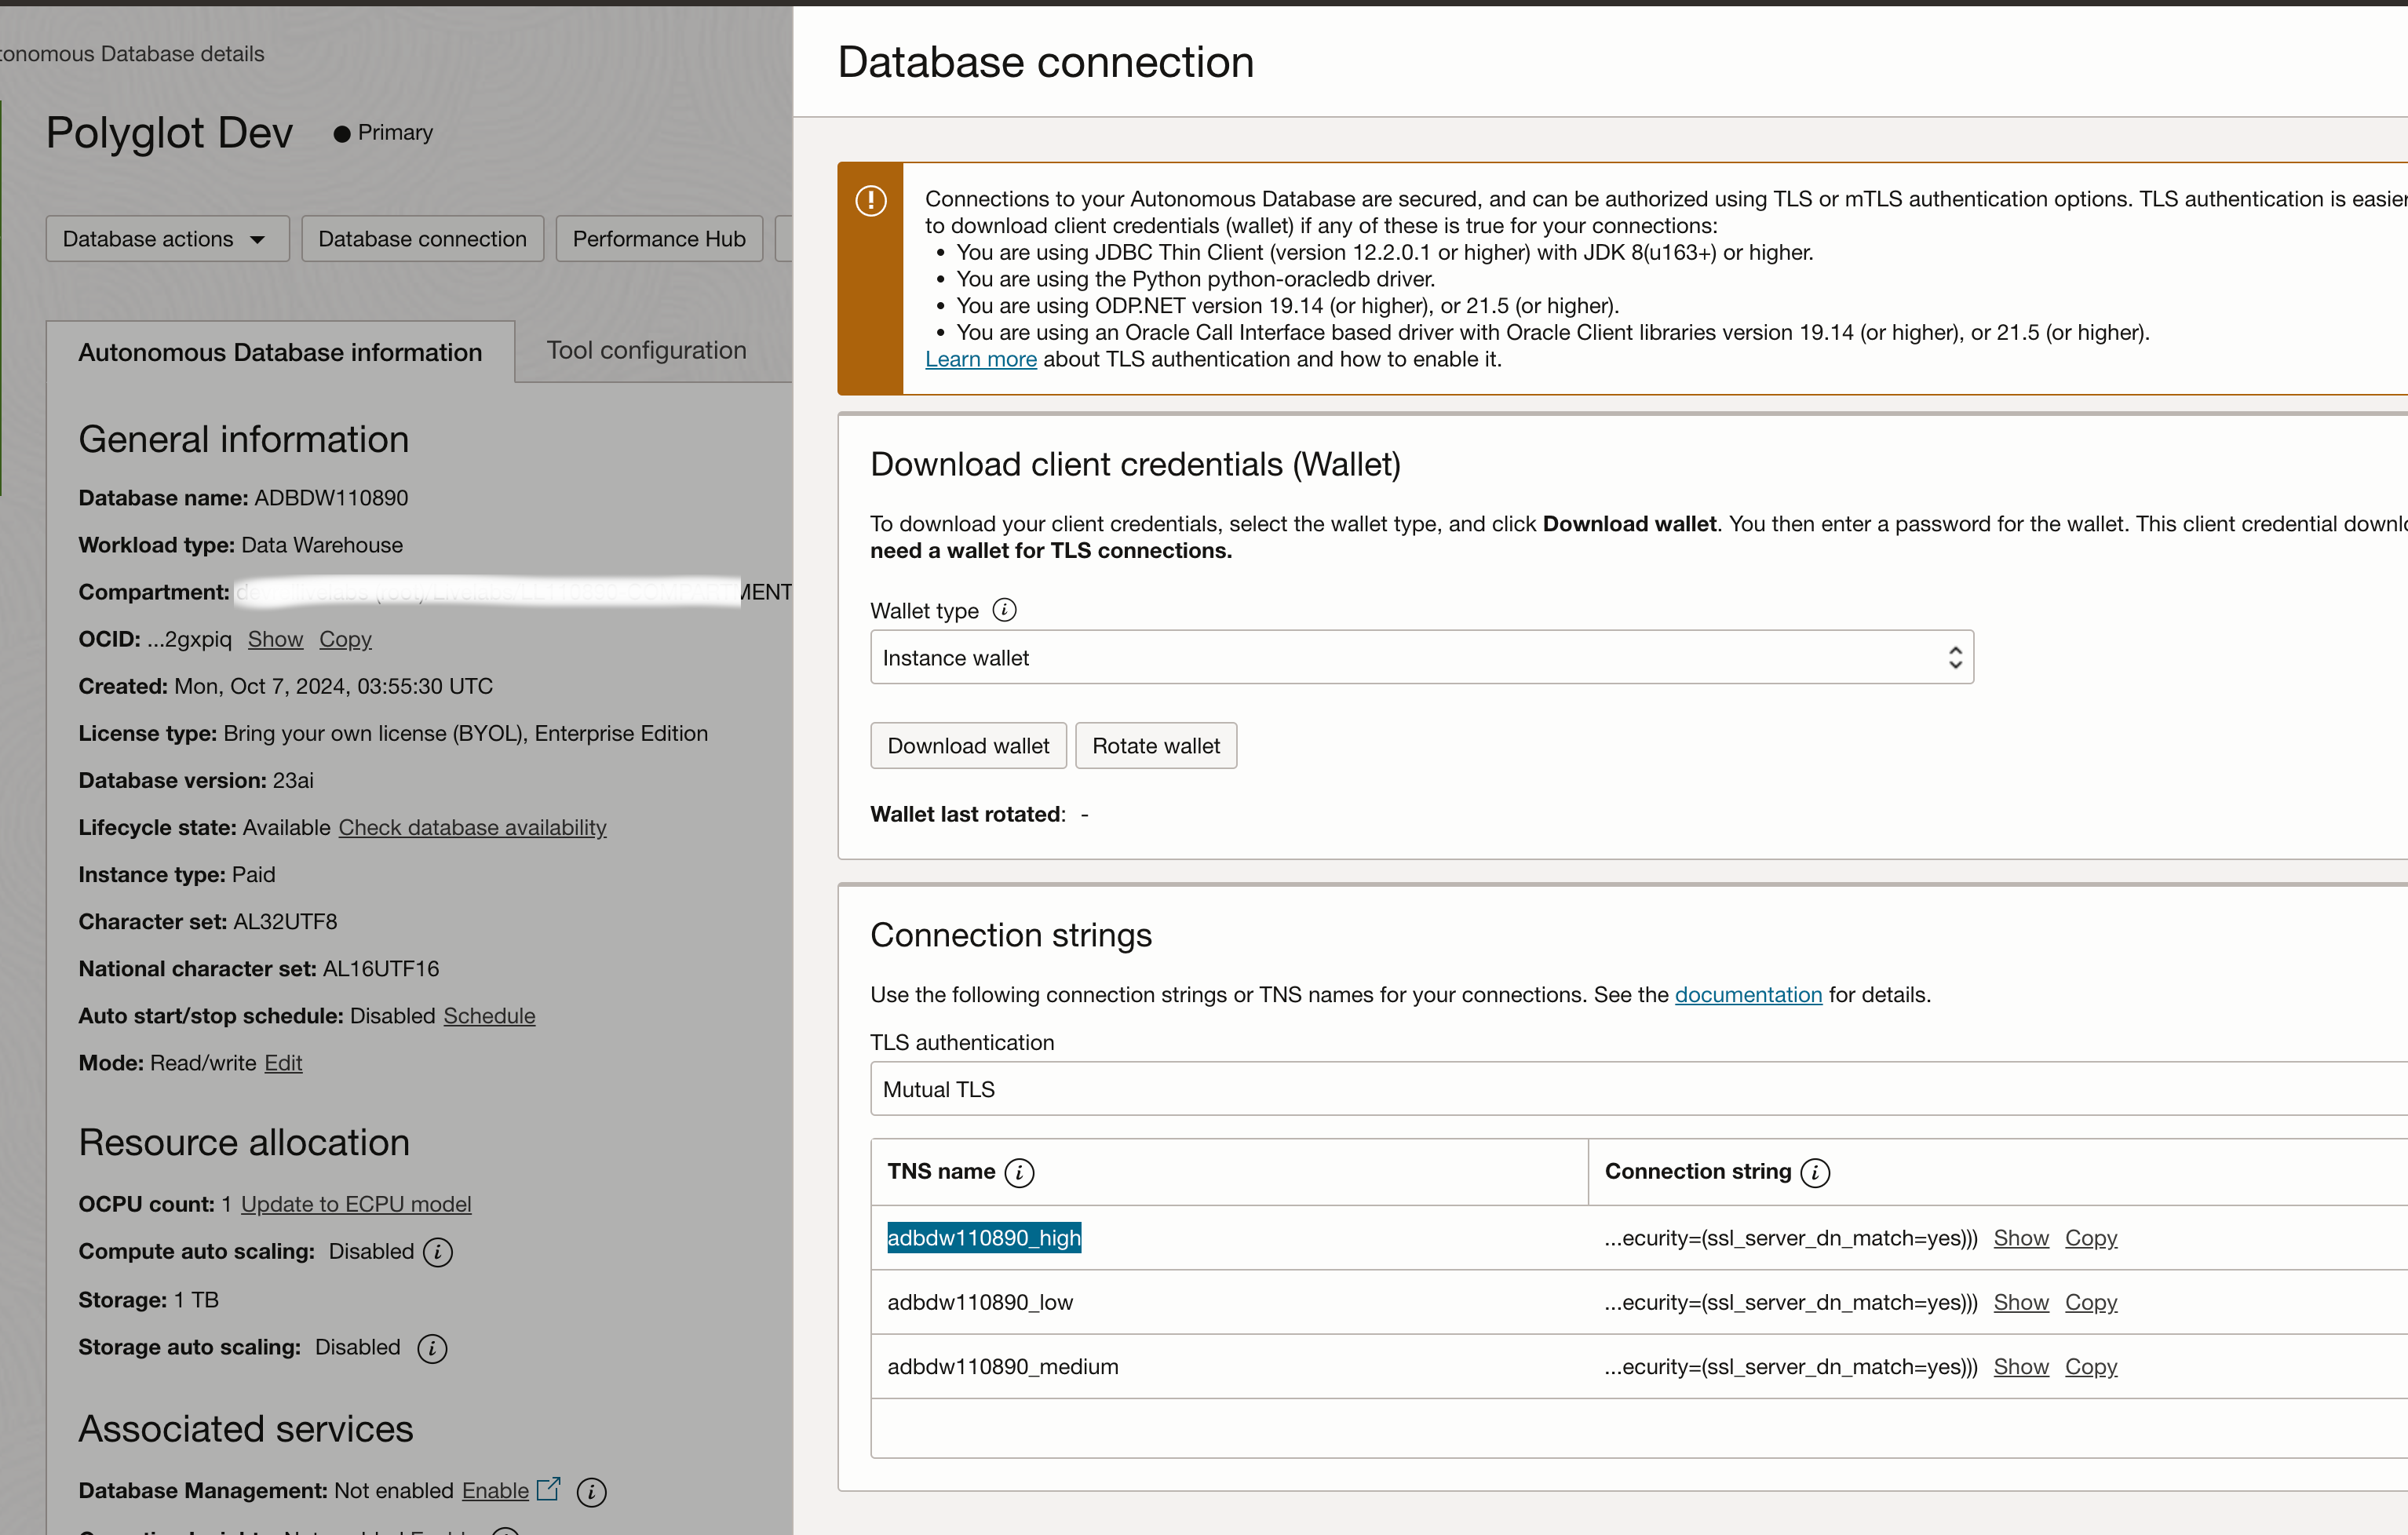 tonomous Database details
Polyglot Dev
Primary
Database actions
Database connection
Performance Hub
Autonomous Database information
Tool configuration
General information
Database name: ADBDW110890
Workload type: Data Warehouse
Compartment: MENT
OCID: ...2gxpiq Show Copy
Created: Mon, Oct 7, 2024, 03:55:30 UTC
License type: Bring your own license (BYOL), Enterprise Edition
Database version: 23ai
Lifecycle state: Available Check database availability
Instance type: Paid
Character set: AL32UTF8
National character set: AL16UTF16
Auto start/stop schedule: Disabled Schedule
Mode: Read/write Edit
Resource allocation
OCPU count: 1 Update to ECPU model
Compute auto scaling: Disabled
Storage: 1 TB
Storage auto scaling: Disabled
Associated services
Database Management: Not enabled Enable
Database connection
Connections to your Autonomous Database are secured, and can be authorized using TLS or mTLS authentication options. TLS authentication is easier
to download client credentials (wallet) if any of these is true for your connections:
• You are using JDBC Thin Client (version 12.2.0.1 or higher) with JDK 8(u163+) or higher.
• You are using the Python python-oracledb driver.
• You are using ODP.NET version 19.14 (or higher), or 21.5 (or higher).
• You are using an Oracle Call Interface based driver with Oracle Client libraries version 19.14 (or higher), or 21.5 (or higher).
Learn more about TLS authentication and how to enable it.
Download client credentials (Wallet)
To download your client credentials, select the wallet type, and click Download wallet. You then enter a password for the wallet. This client credential downlo
need a wallet for TLS connections.
Wallet type
Instance wallet
Download wallet
Rotate wallet
Wallet last rotated: -
Connection strings
Use the following connection strings or TNS names for your connections. See the documentation for details.
TLS authentication
Mutual TLS
TNS name
Connection string
adbdw110890_high
...ecurity=(ssl_server_dn_match=yes))) Show Copy
adbdw110890_low
...ecurity=(ssl_server_dn_match=yes))) Show Copy
adbdw110890_medium
...ecurity=(ssl_server_dn_match=yes))) Show Copy